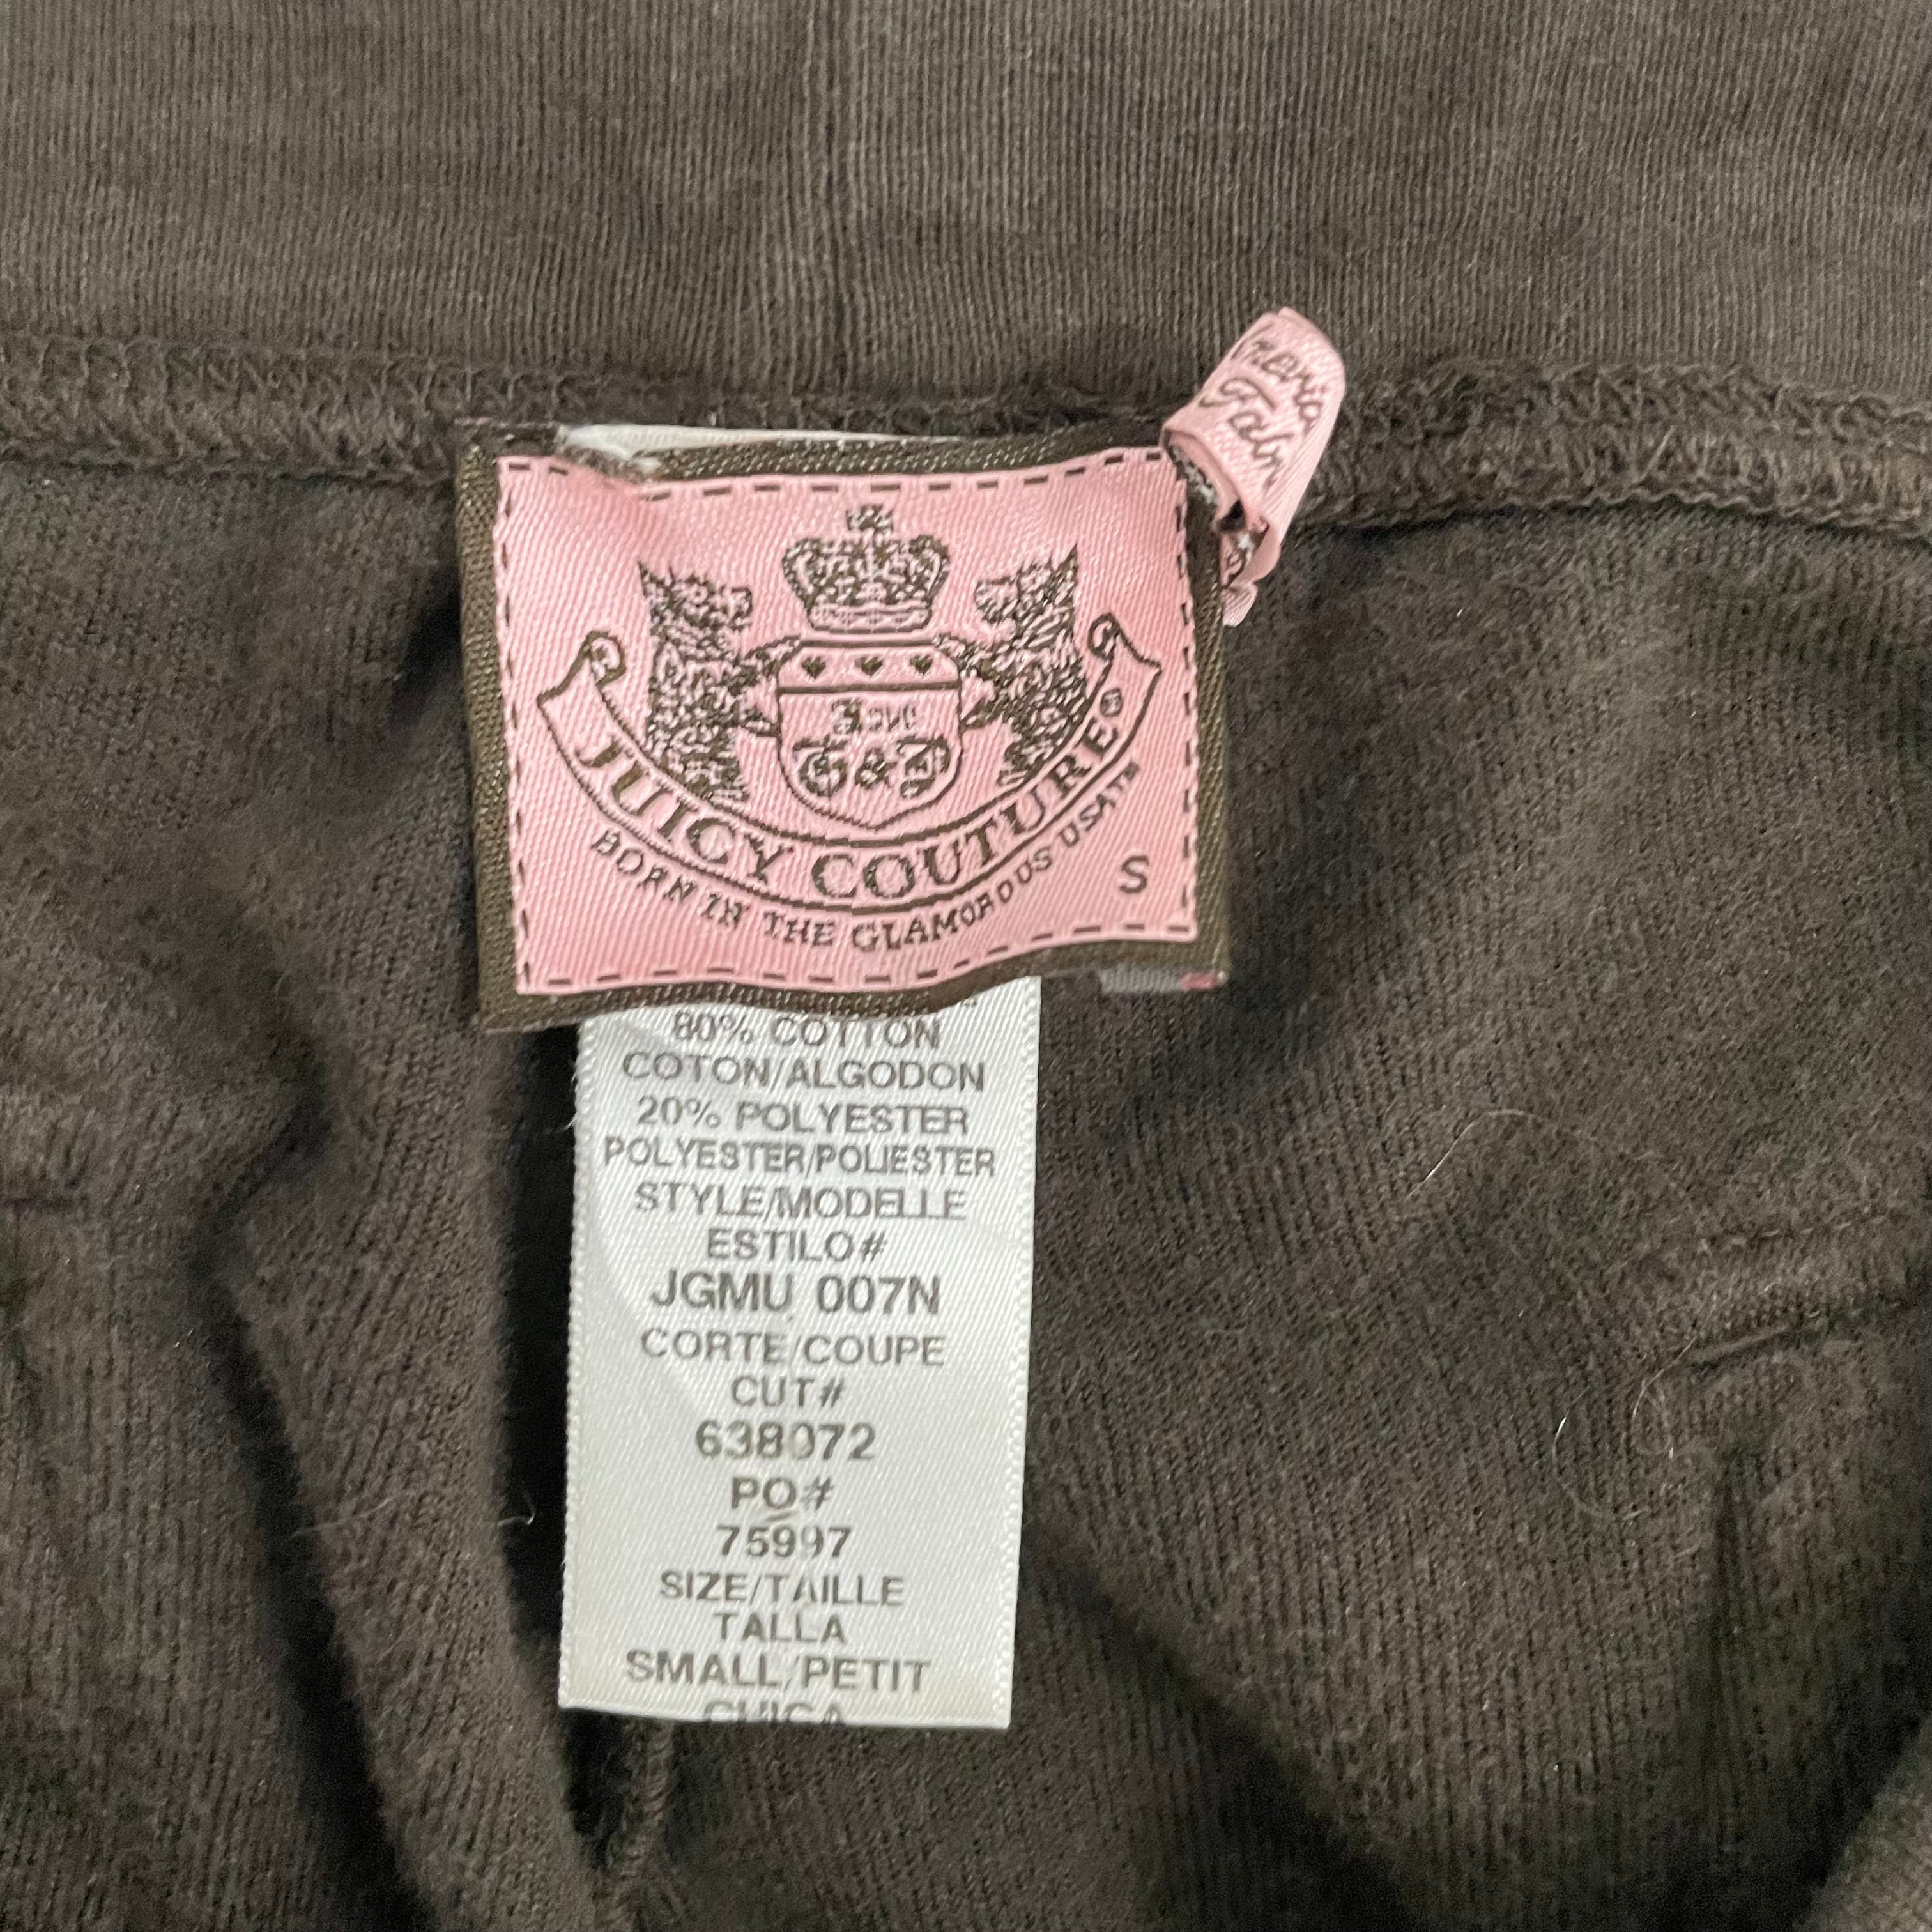 G&P
JUICY COUTURE®
BORN IN THE GLAMOROUS USA™
S
80% COTTON
COTON/ALGODON
20% POLYESTER
POLYESTER/POLIESTER
STYLE/MODELLE
ESTILO#
JGMU 007N
CORTE/COUPE
CUT#
638072
PO#
75997
SIZE/TAILLE
TALLA
SMALL/PETIT
CHICA